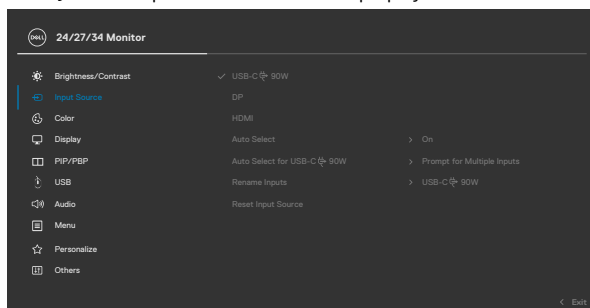 DELL 24/27/34 Monitor
Brightness/Contrast USB-C 90W
Input Source DP
Color HDMI
Display Auto Select On
PIP/PBP Auto Select for USB-C 90W Prompt for Multiple Inputs
USB Rename Inputs USB-C 90W
Audio Reset Input Source
Menu
Personalize
Others
Exit